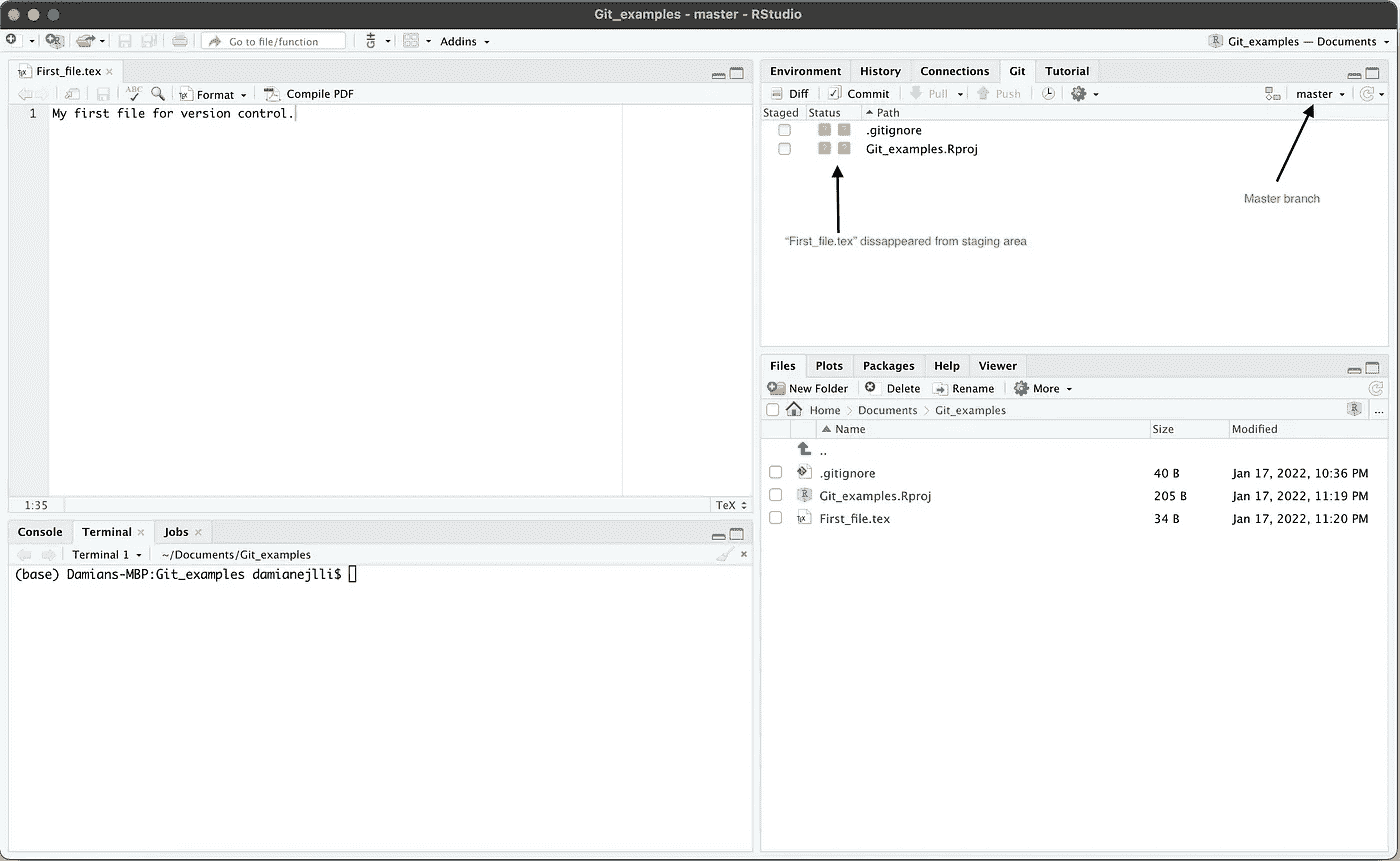 Git_examples - master - RStudio
Go to file/function
Addins
Git_examples — Documents
First_file.tex
ABC
Format
Compile PDF
1 My first file for version control.
1:35
TeX
Console Terminal Jobs
Terminal 1 ~/Documents/Git_examples
(base) Damians-MBP:Git_examples damianejlli$
Environment History Connections Git Tutorial
Diff Commit Pull Push master
Staged Status Path
? ? .gitignore
? ? Git_examples.Rproj
Master branch
“First_file.tex” dissappeared from staging area
Files Plots Packages Help Viewer
New Folder Delete Rename More
Home Documents Git_examples ...
Name Size Modified
..
.gitignore 40 B Jan 17, 2022, 10:36 PM
Git_examples.Rproj 205 B Jan 17, 2022, 11:19 PM
First_file.tex 34 B Jan 17, 2022, 11:20 PM